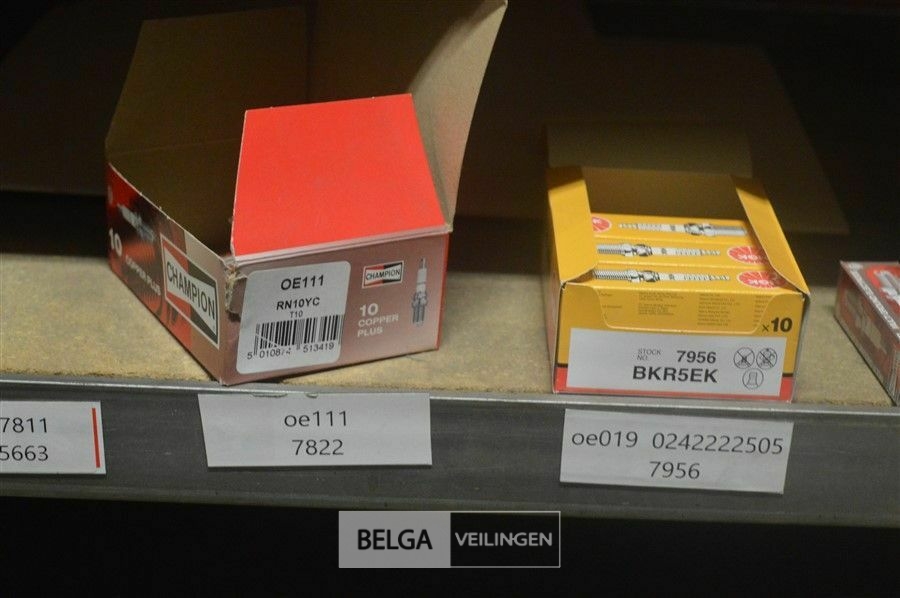 10
COPPER
PLUS
CHAMPION
OE111
RN10YC
T10
5 010874 513419
CHAMPION
10
COPPER
PLUS
x10
STOCK
NO.
7956
BKR5EK
7811
5663
oe111
7822
oe019 0242222505
7956
BELGA VEILINGEN